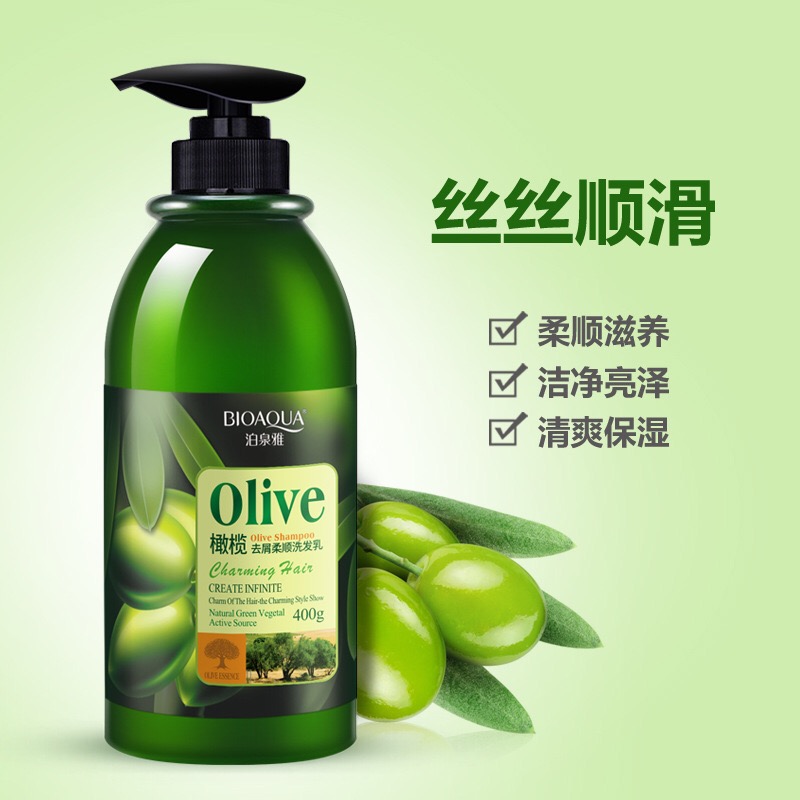 丝丝顺滑
柔顺滋养
洁净亮泽
清爽保湿
BIOAQUA®
泊泉雅
Olive
橄榄
Olive Shampoo
去屑柔顺洗发乳
Charming Hair
CREATE INFINITE
Charm Of The Hair-the Charming Style Show
Natural Green Vegetal
Active Source
400g
OLIVE ESSENCE